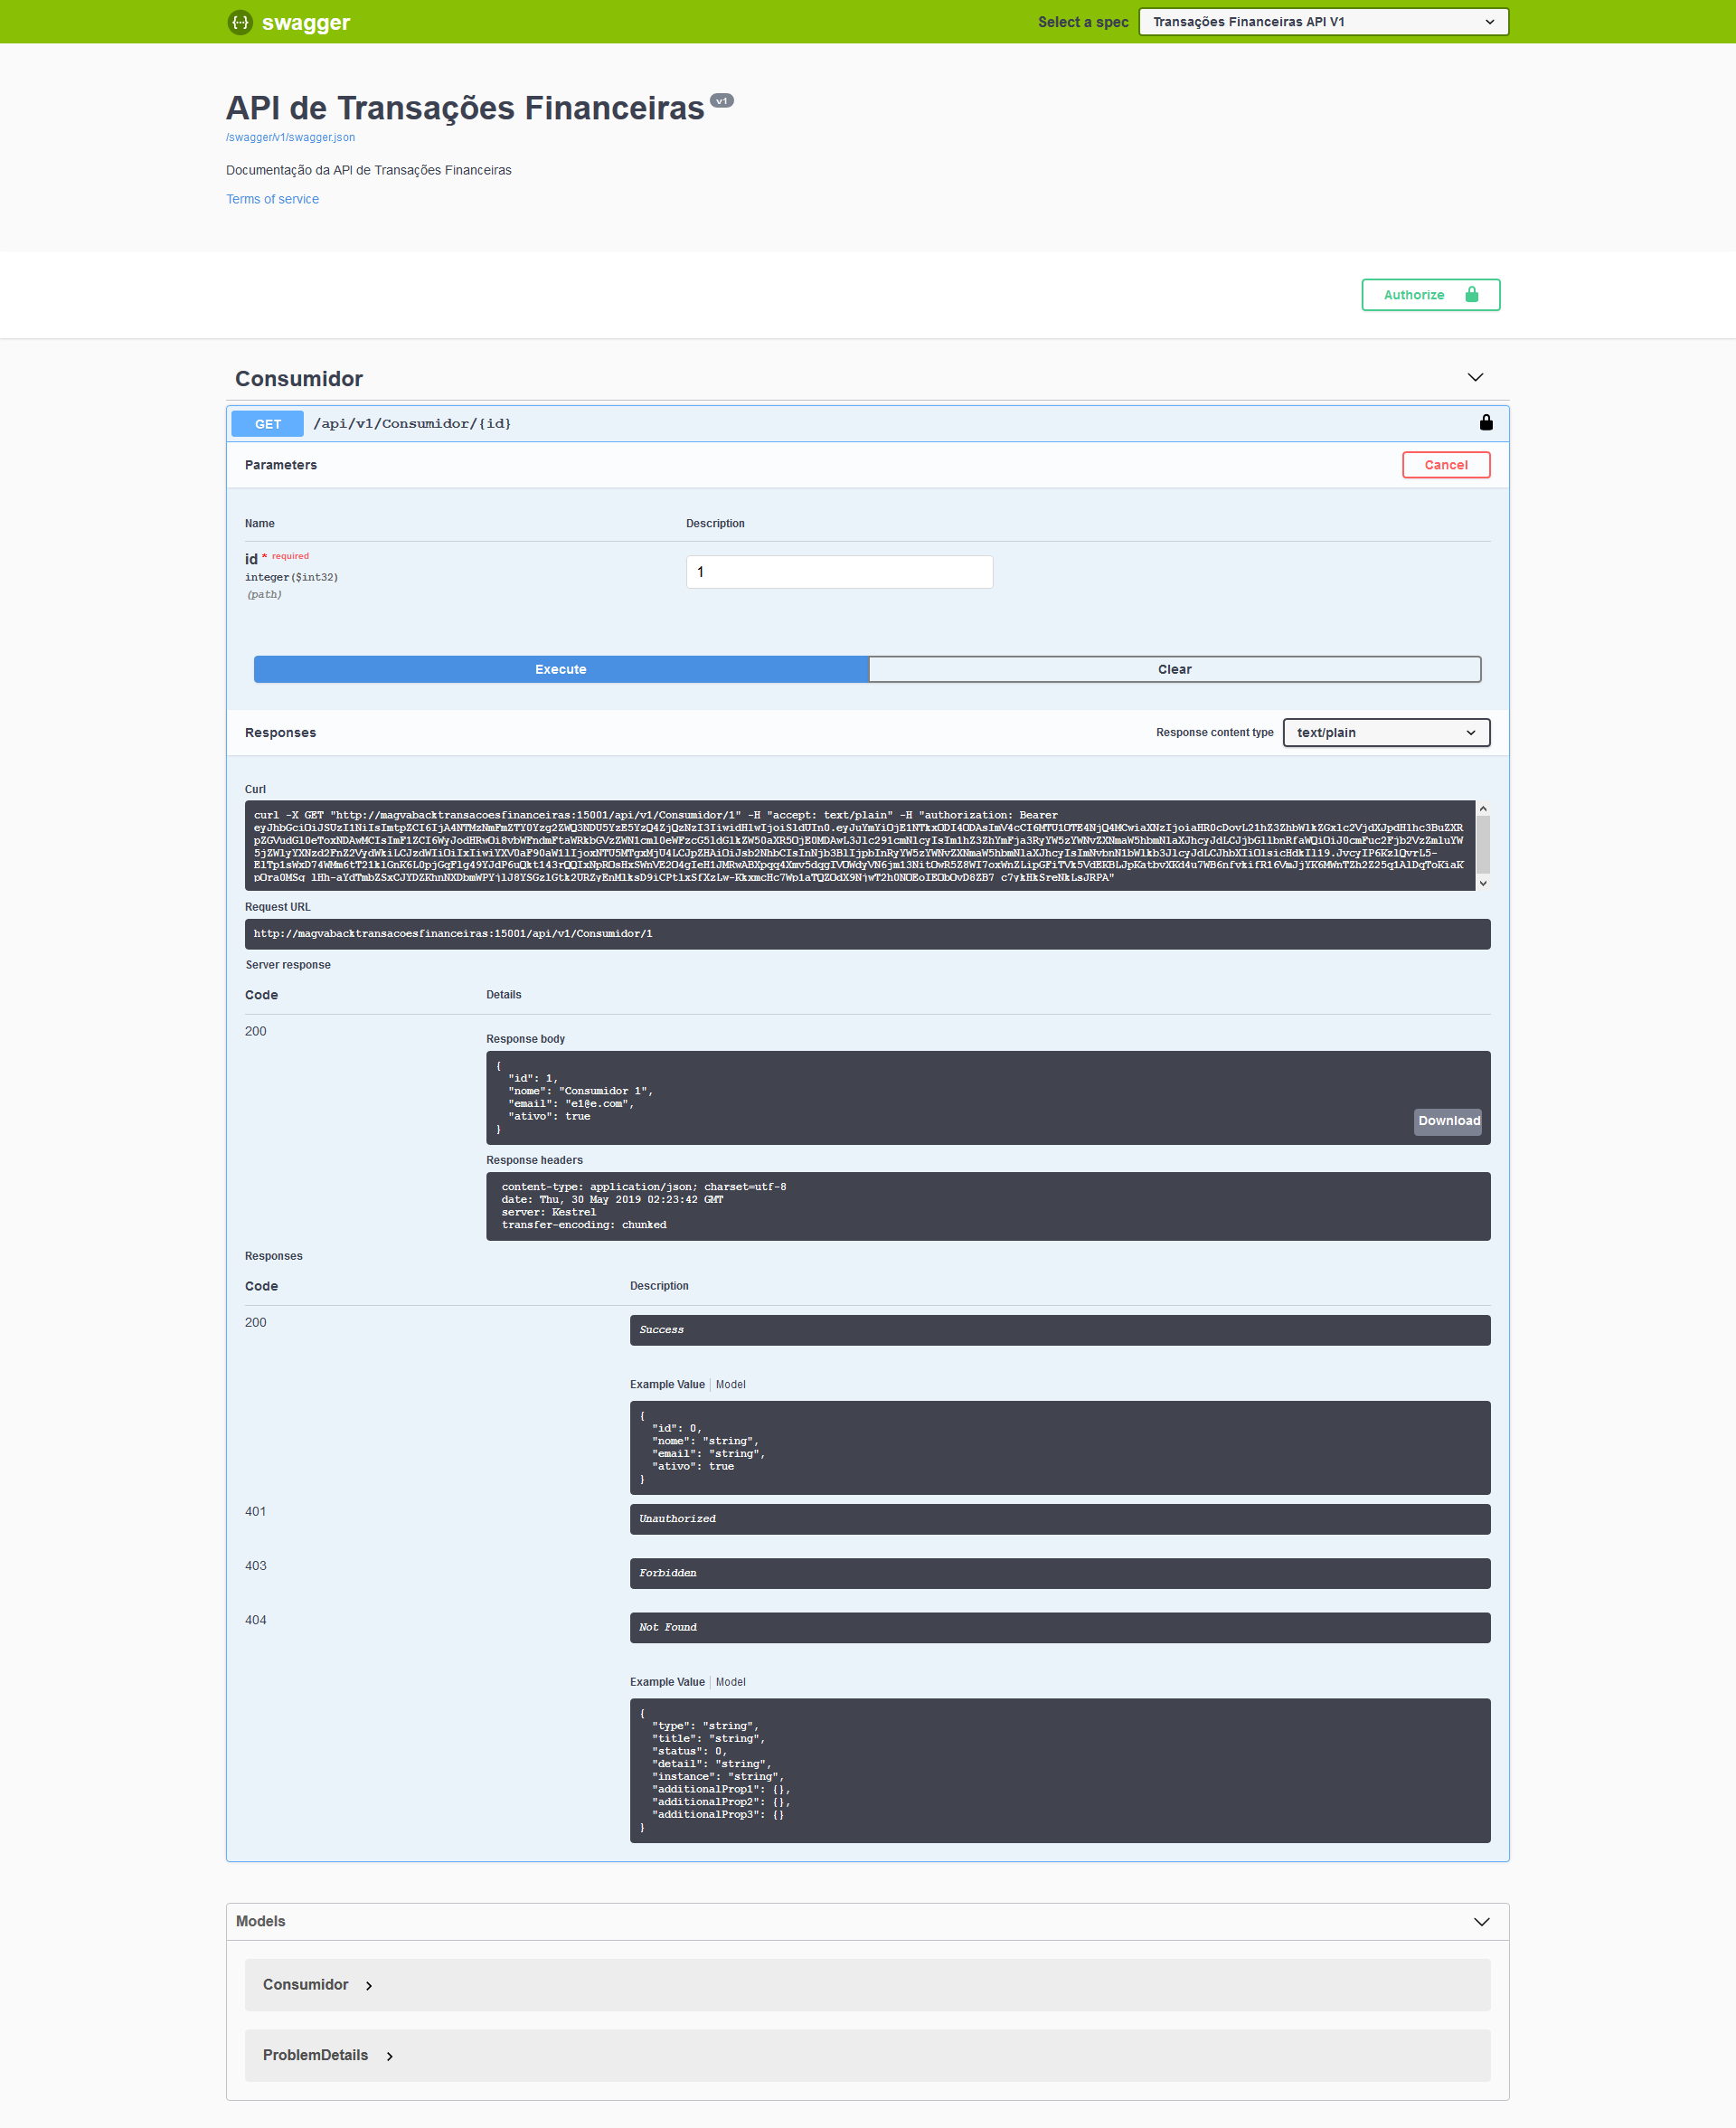 swagger
Select a spec
Transações Financeiras API V1
API de Transações Financeiras v1
/swagger/v1/swagger.json
Documentação da API de Transações Financeiras
Terms of service
Authorize
Consumidor
GET /api/v1/Consumidor/{id}
Parameters
Cancel
Name Description
id * required
integer($int32)
(path)
1
Execute Clear
Responses Response content type text/plain
Curl
curl -X GET "http://magvabacktransacoesfinanceiras:15001/api/v1/Consumidor/1" -H "accept: text/plain" -H "authorization: Bearer
Request URL
http://magvabacktransacoesfinanceiras:15001/api/v1/Consumidor/1
Server response
Code Details
200
Response body
{
"id": 1,
"nome": "Consumidor 1",
"email": "e1@e.com",
"ativo": true
}
Download
Response headers
content-type: application/json; charset=utf-8
date: Thu, 30 May 2019 02:23:42 GMT
server: Kestrel
transfer-encoding: chunked
Responses
Code Description
200 Success
Example Value Model
{
"id": 0,
"nome": "string",
"email": "string",
"ativo": true
}
401 Unauthorized
403 Forbidden
404 Not Found
Example Value Model
{
"type": "string",
"title": "string",
"status": 0,
"detail": "string",
"instance": "string",
"additionalProp1": {},
"additionalProp2": {},
"additionalProp3": {}
}
Models
Consumidor
ProblemDetails